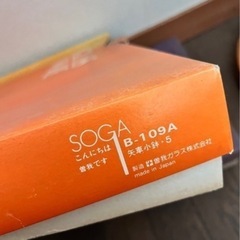 SOGA
こんにちは
曽我です
B-109A
天車小鉢・5
製造 曽我ガラス株式会社
made in Japan